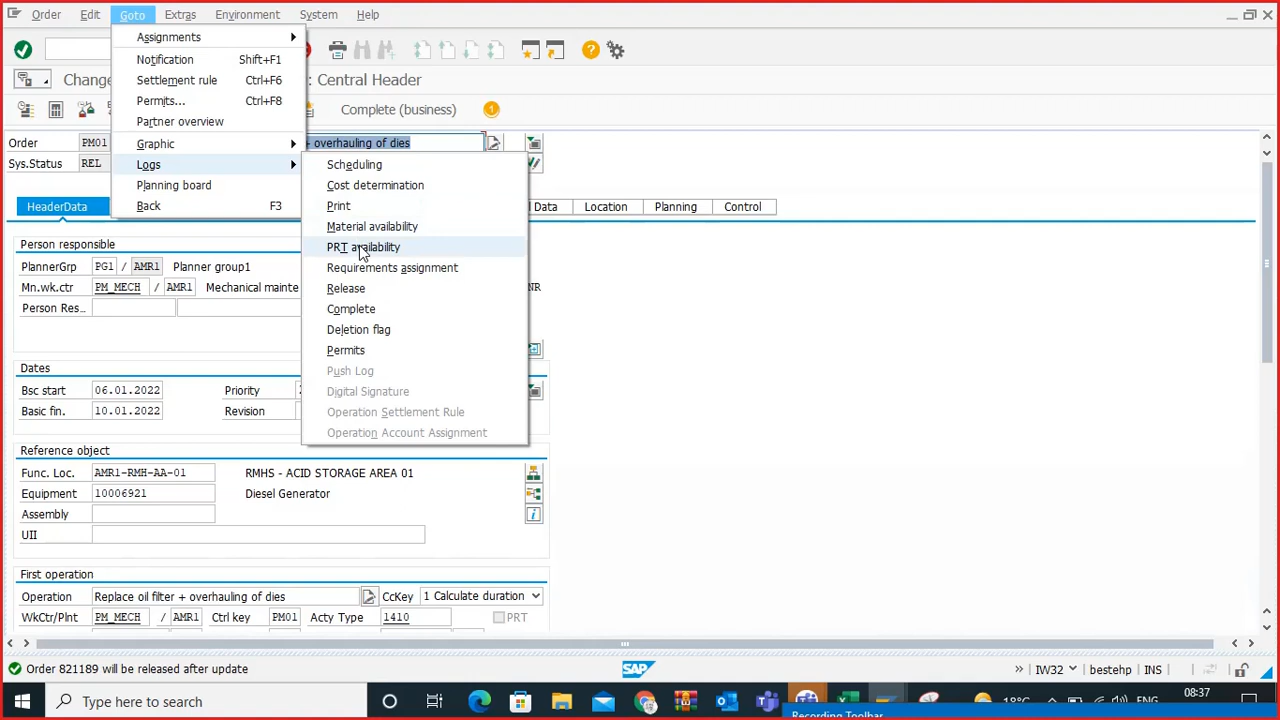 Order Edit Goto Extras Environment System Help
Assignments
Notification Shift+F1
Settlement rule Ctrl+F6
Permits... Ctrl+F8
Partner overview
Graphic
Logs
Planning board
Back F3
Scheduling
Cost determination
Print
Material availability
PRT availability
Requirements assignment
Release
Complete
Deletion flag
Permits
Push Log
Digital Signature
Operation Settlement Rule
Operation Account Assignment
: Central Header
Complete (business)
Order PM01 + overhauling of dies
Sys.Status REL
HeaderData Data Location Planning Control
Person responsible
PlannerGrp PG1 / AMR1 Planner group1
Mn.wk.ctr PM_MECH / AMR1 Mechanical mainte NR
Person Res...
Dates
Bsc start 06.01.2022 Priority
Basic fin. 10.01.2022 Revision
Reference object
Func. Loc. AMR1-RMH-AA-01 RMHS - ACID STORAGE AREA 01
Equipment 10006921 Diesel Generator
Assembly
UII
First operation
Operation Replace oil filter + overhauling of dies CcKey 1 Calculate duration
WkCtr/Plnt PM_MECH / AMR1 Ctrl key PM01 Acty Type 1410 PRT
Order 821189 will be released after update SAP IW32 bestehp INS
Type here to search 18°C ENG 08:37
Recording Toolbar